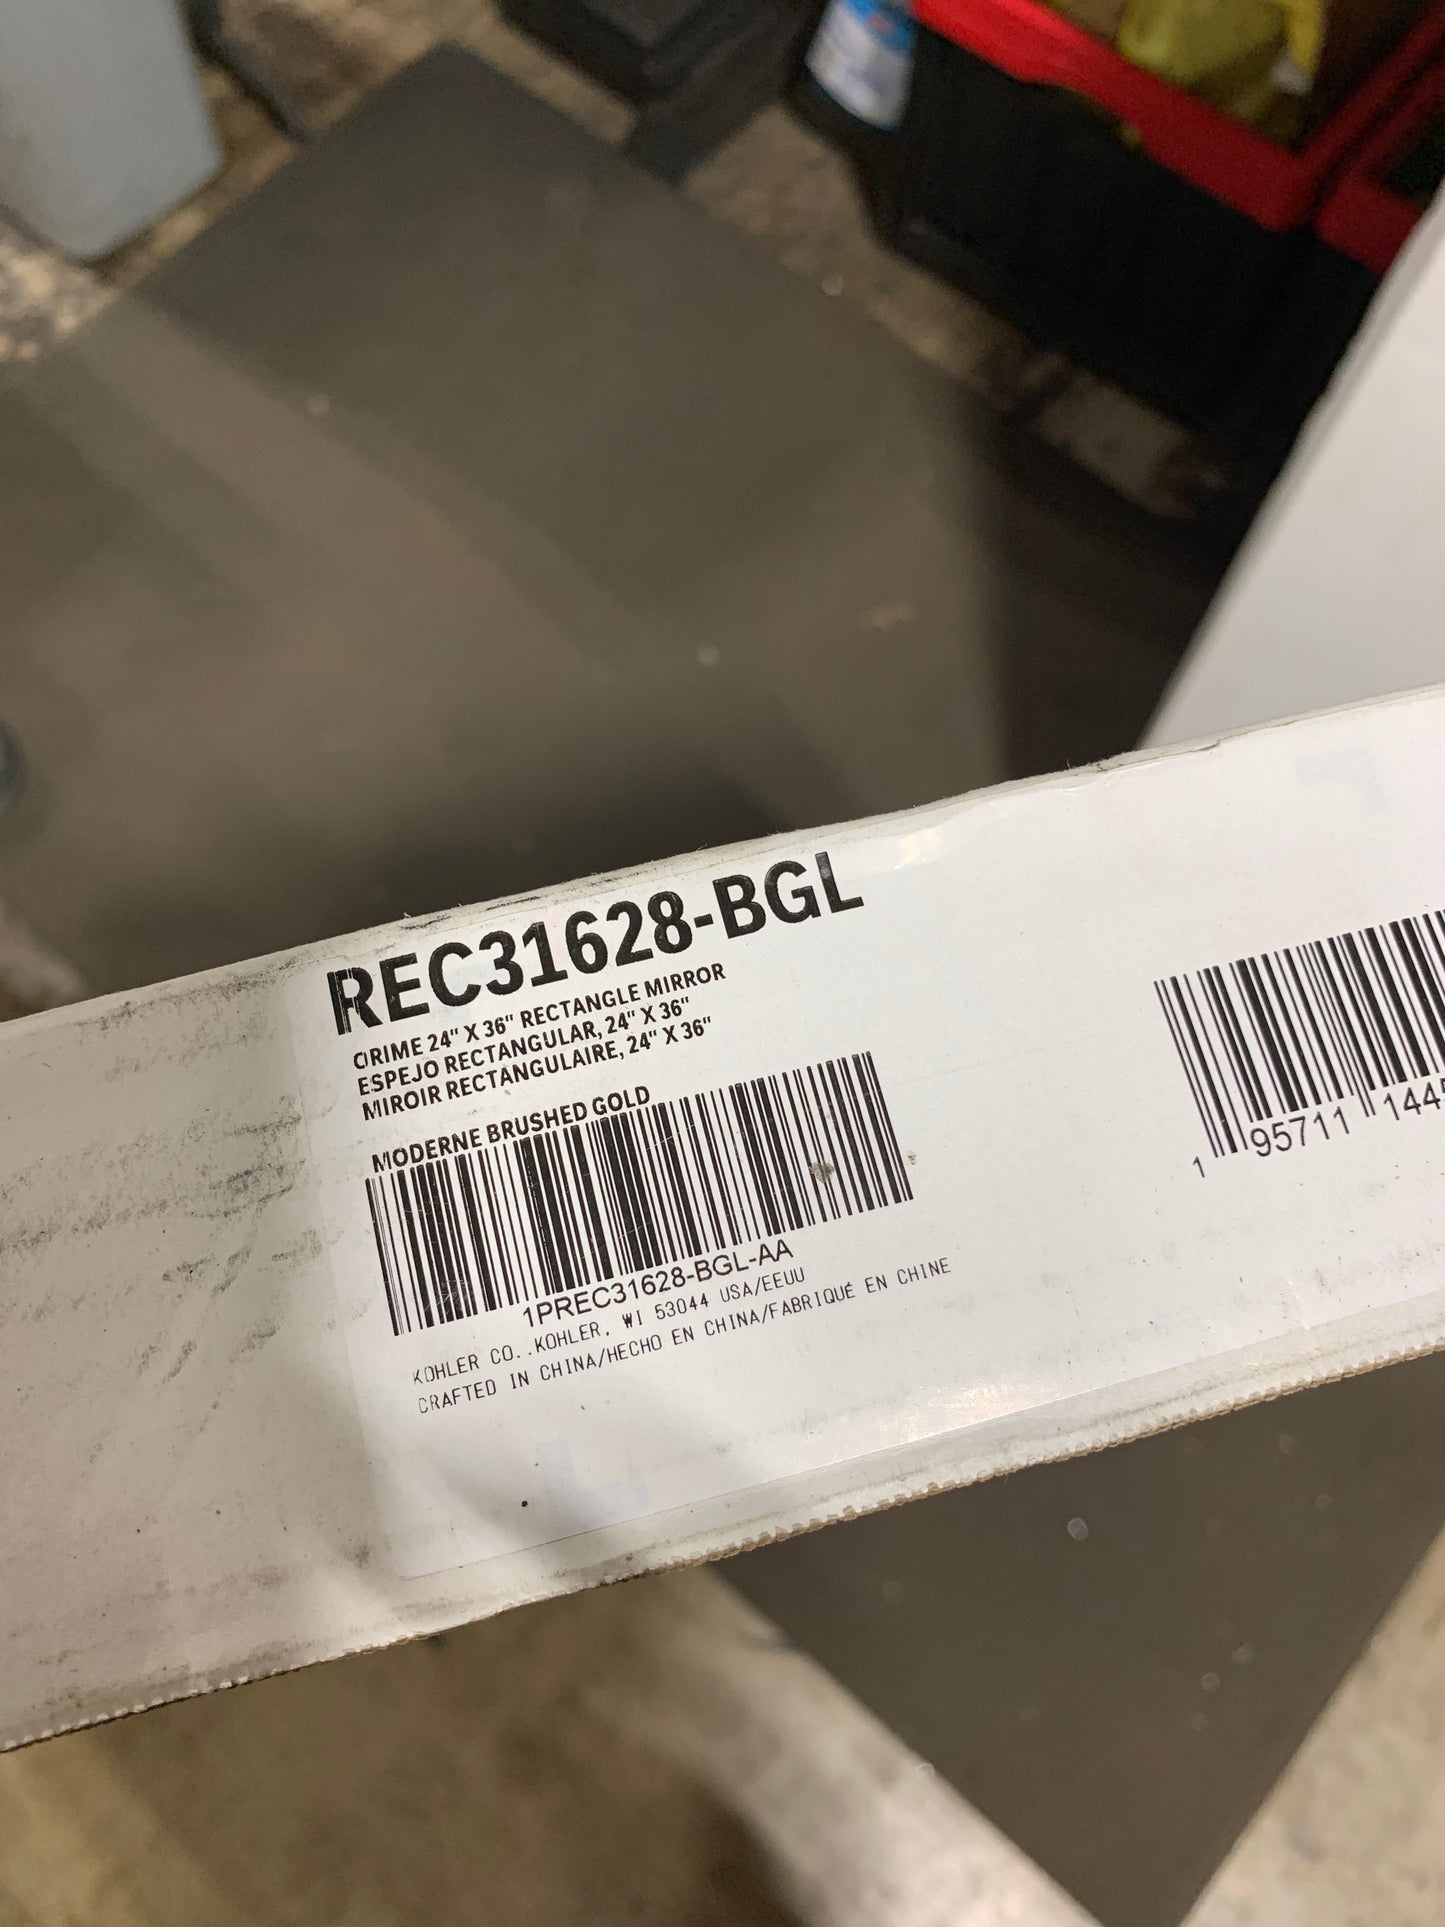 REC31628-BGL
CIRIME 24" X 36" RECTANGLE MIRROR
ESPEJO RECTANGULAR, 24" X 36"
MIROIR RECTANGULAIRE, 24" X 36"
MODERNE BRUSHED GOLD
1PREC31628-BGL-AA
KOHLER CO.,KOHLER, WI 53044 USA/EEUU
CRAFTED IN CHINA/HECHO EN CHINA/FABRIQUÉ EN CHINE
1 95711 144